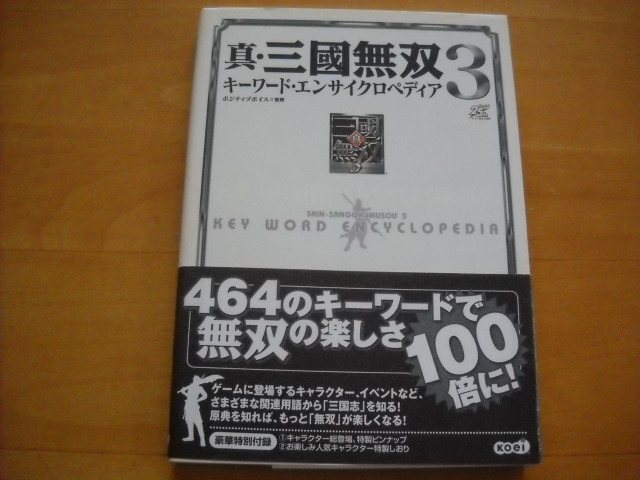 真・三國無双3
キーワード・エンサイクロペディア
ポジティブボイス=監修
真
三國
無双
3
SHIN-SANGOKUMUSOU 3
KEY WORD ENCYCLOPEDIA
464のキーワードで
無双の楽しさ
100
倍に!
ゲームに登場するキャラクター、イベントなど、
さまざまな関連用語から「三国志」を知る!
原典を知れば、もっと「無双」が楽しくなる!
豪華特別付録
①キャラクター総登場、特製ピンナップ
②お楽しみ人気キャラクター特製しおり
KOEI